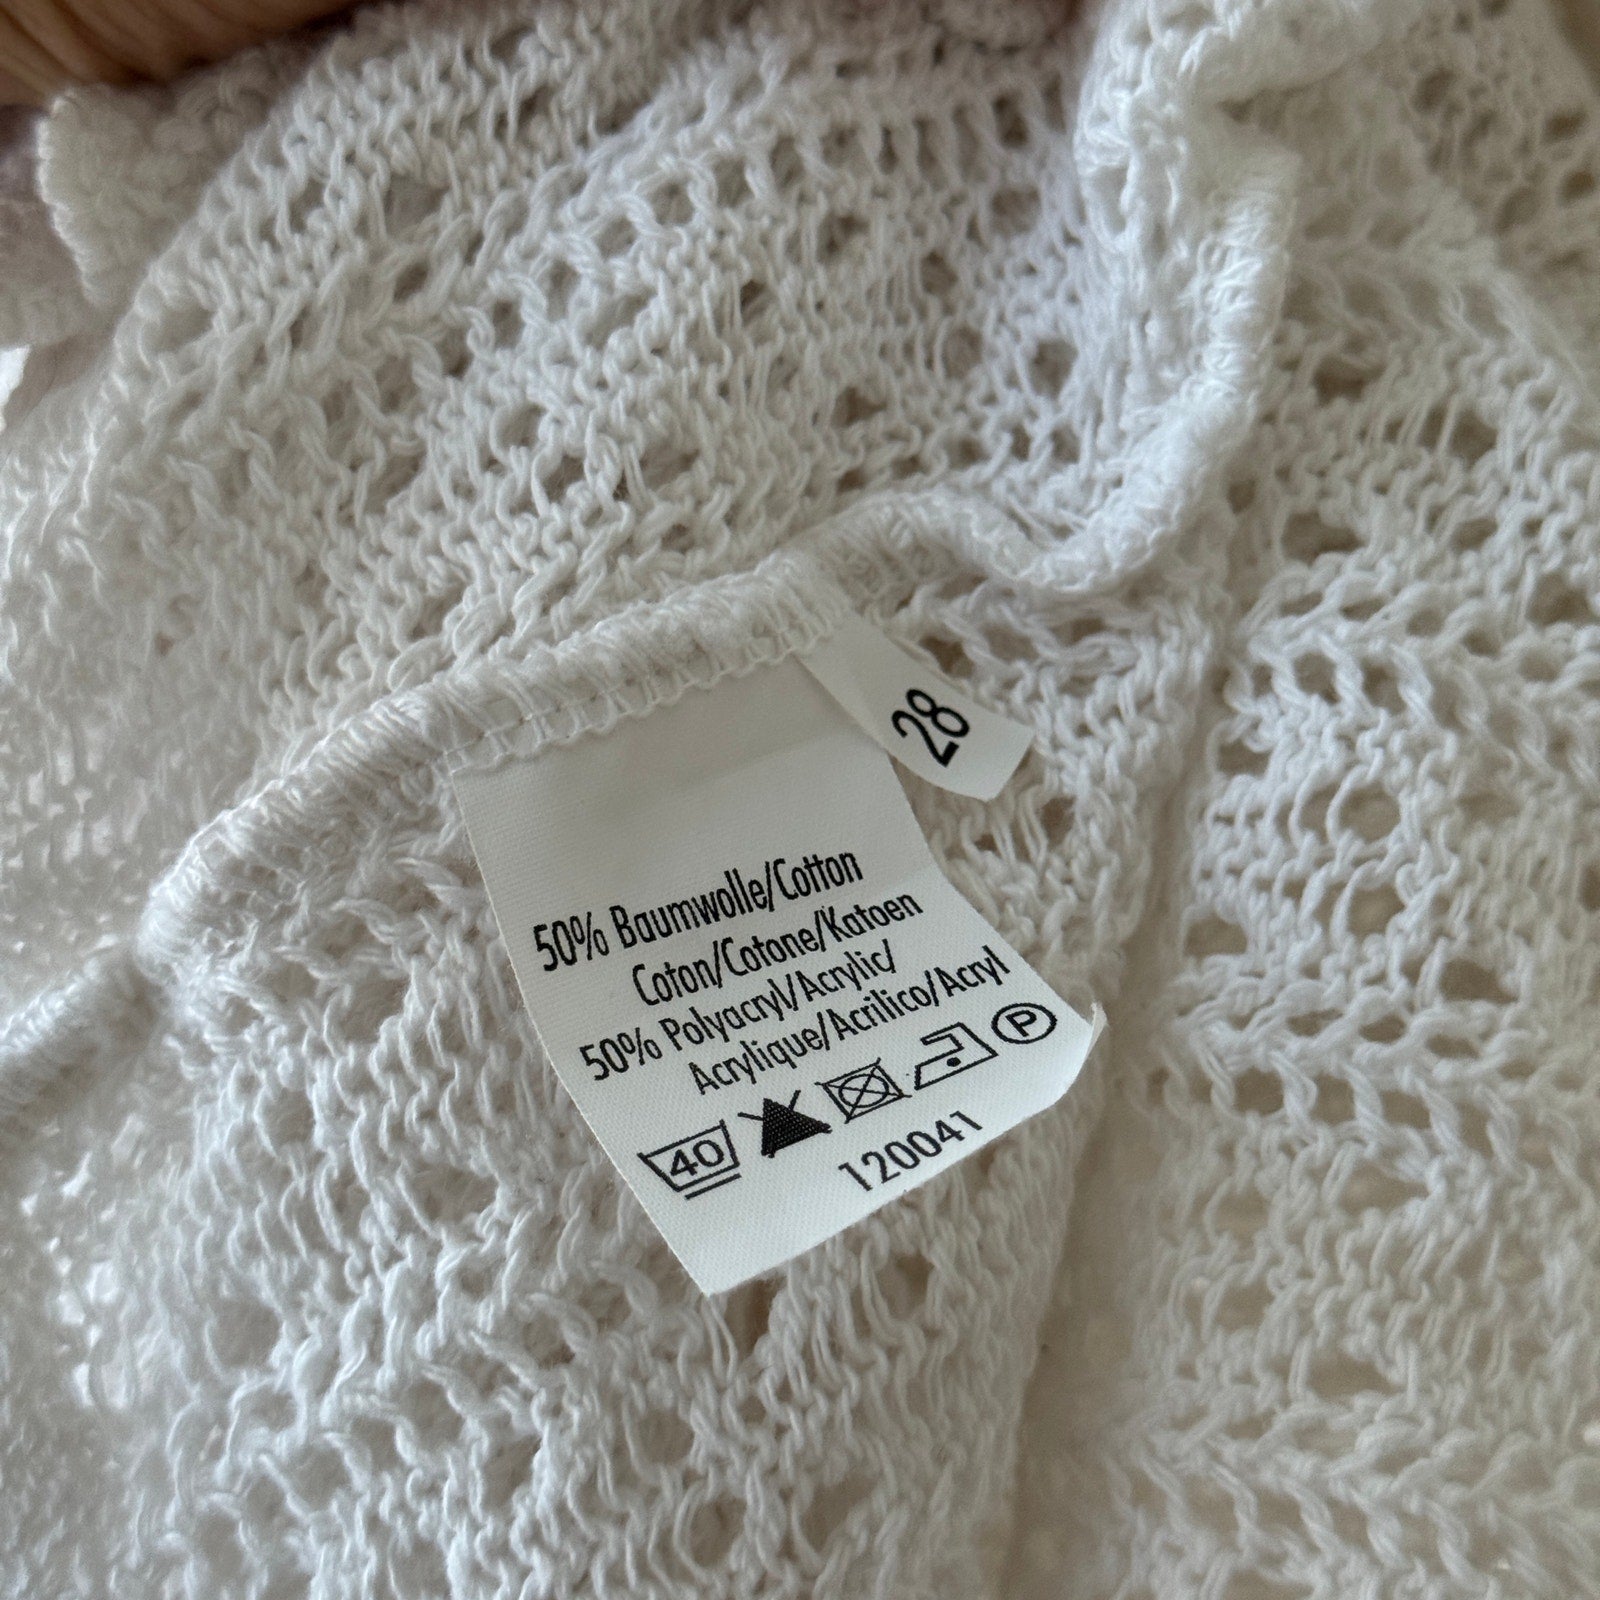 28
50% Baumwolle/Cotton
Coton/Cotone/Katoen
50% Polyacryl/Acrylic/
Acrylique/Acrilico/Acryl
40
P
120041